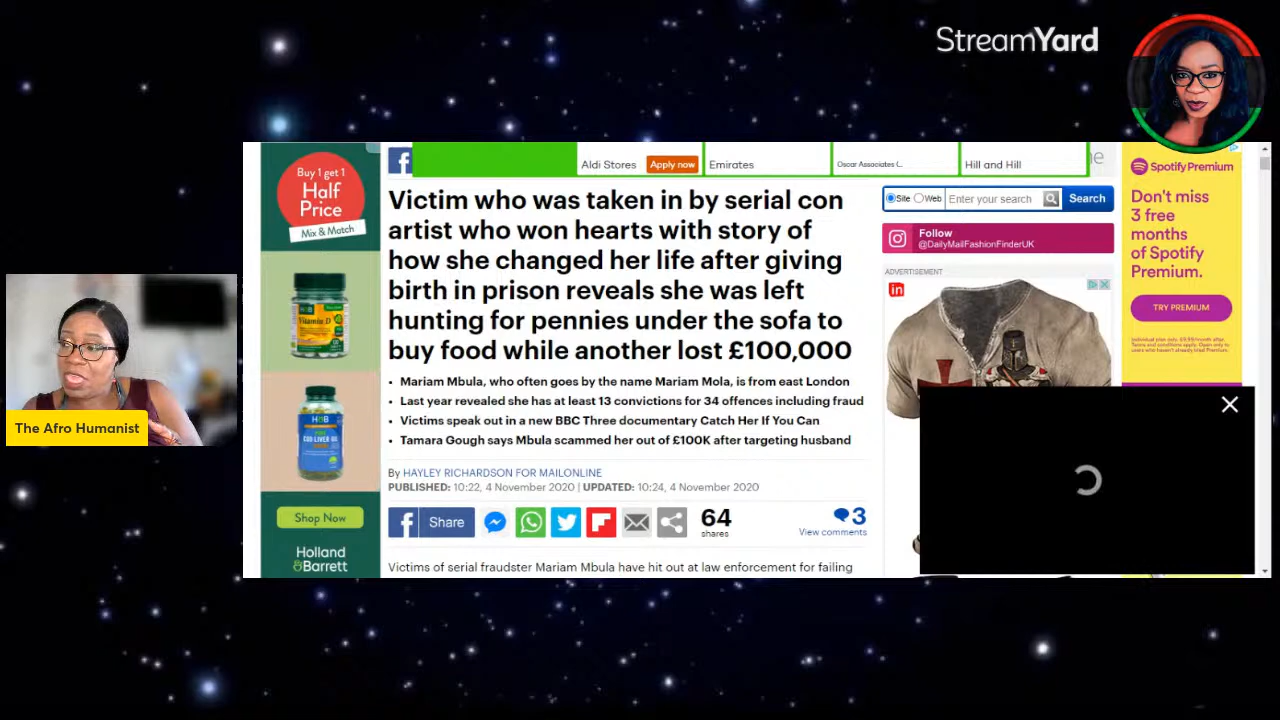 StreamYard
The Afro Humanist
Buy 1 get 1
Half
Price
Mix & Match
H&B
Vitamin D
H&B
COD LIVER OIL
Shop Now
Holland
& Barrett
Aldi Stores Apply now Emirates Oscar Associates (... Hill and Hill
Victim who was taken in by serial con
artist who won hearts with story of
how she changed her life after giving
birth in prison reveals she was left
hunting for pennies under the sofa to
buy food while another lost £100,000
• Mariam Mbula, who often goes by the name Mariam Mola, is from east London
• Last year revealed she has at least 13 convictions for 34 offences including fraud
• Victims speak out in a new BBC Three documentary Catch Her If You Can
• Tamara Gough says Mbula scammed her out of £100K after targeting husband
By HAYLEY RICHARDSON FOR MAILONLINE
PUBLISHED: 10:22, 4 November 2020 | UPDATED: 10:24, 4 November 2020
Share
64
shares
3
View comments
Victims of serial fraudster Mariam Mbula have hit out at law enforcement for failing
Site Web Enter your search Search
Follow
@DailyMailFashionFinderUK
ADVERTISEMENT
Spotify Premium
Don't miss
3 free
months
of Spotify
Premium.
TRY PREMIUM